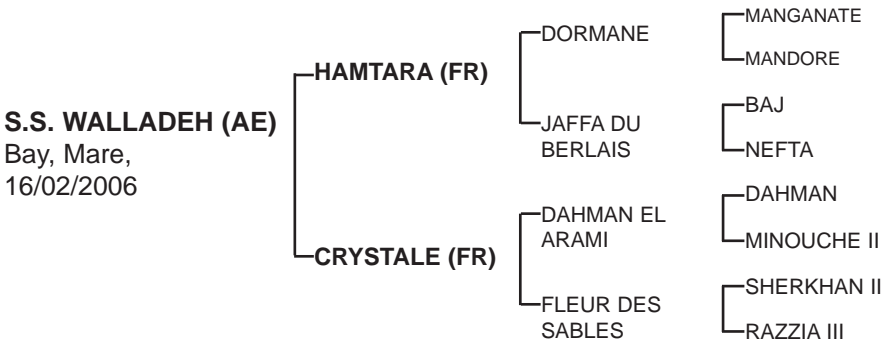 S.S. WALLADEH (AE)
Bay, Mare,
16/02/2006
HAMTARA (FR)
CRYSTALE (FR)
DORMANE
JAFFA DU
BERLAIS
DAHMAN EL
ARAMI
FLEUR DES
SABLES
MANGANATE
MANDORE
BAJ
NEFTA
DAHMAN
MINOUCHE II
SHERKHAN II
RAZZIA III